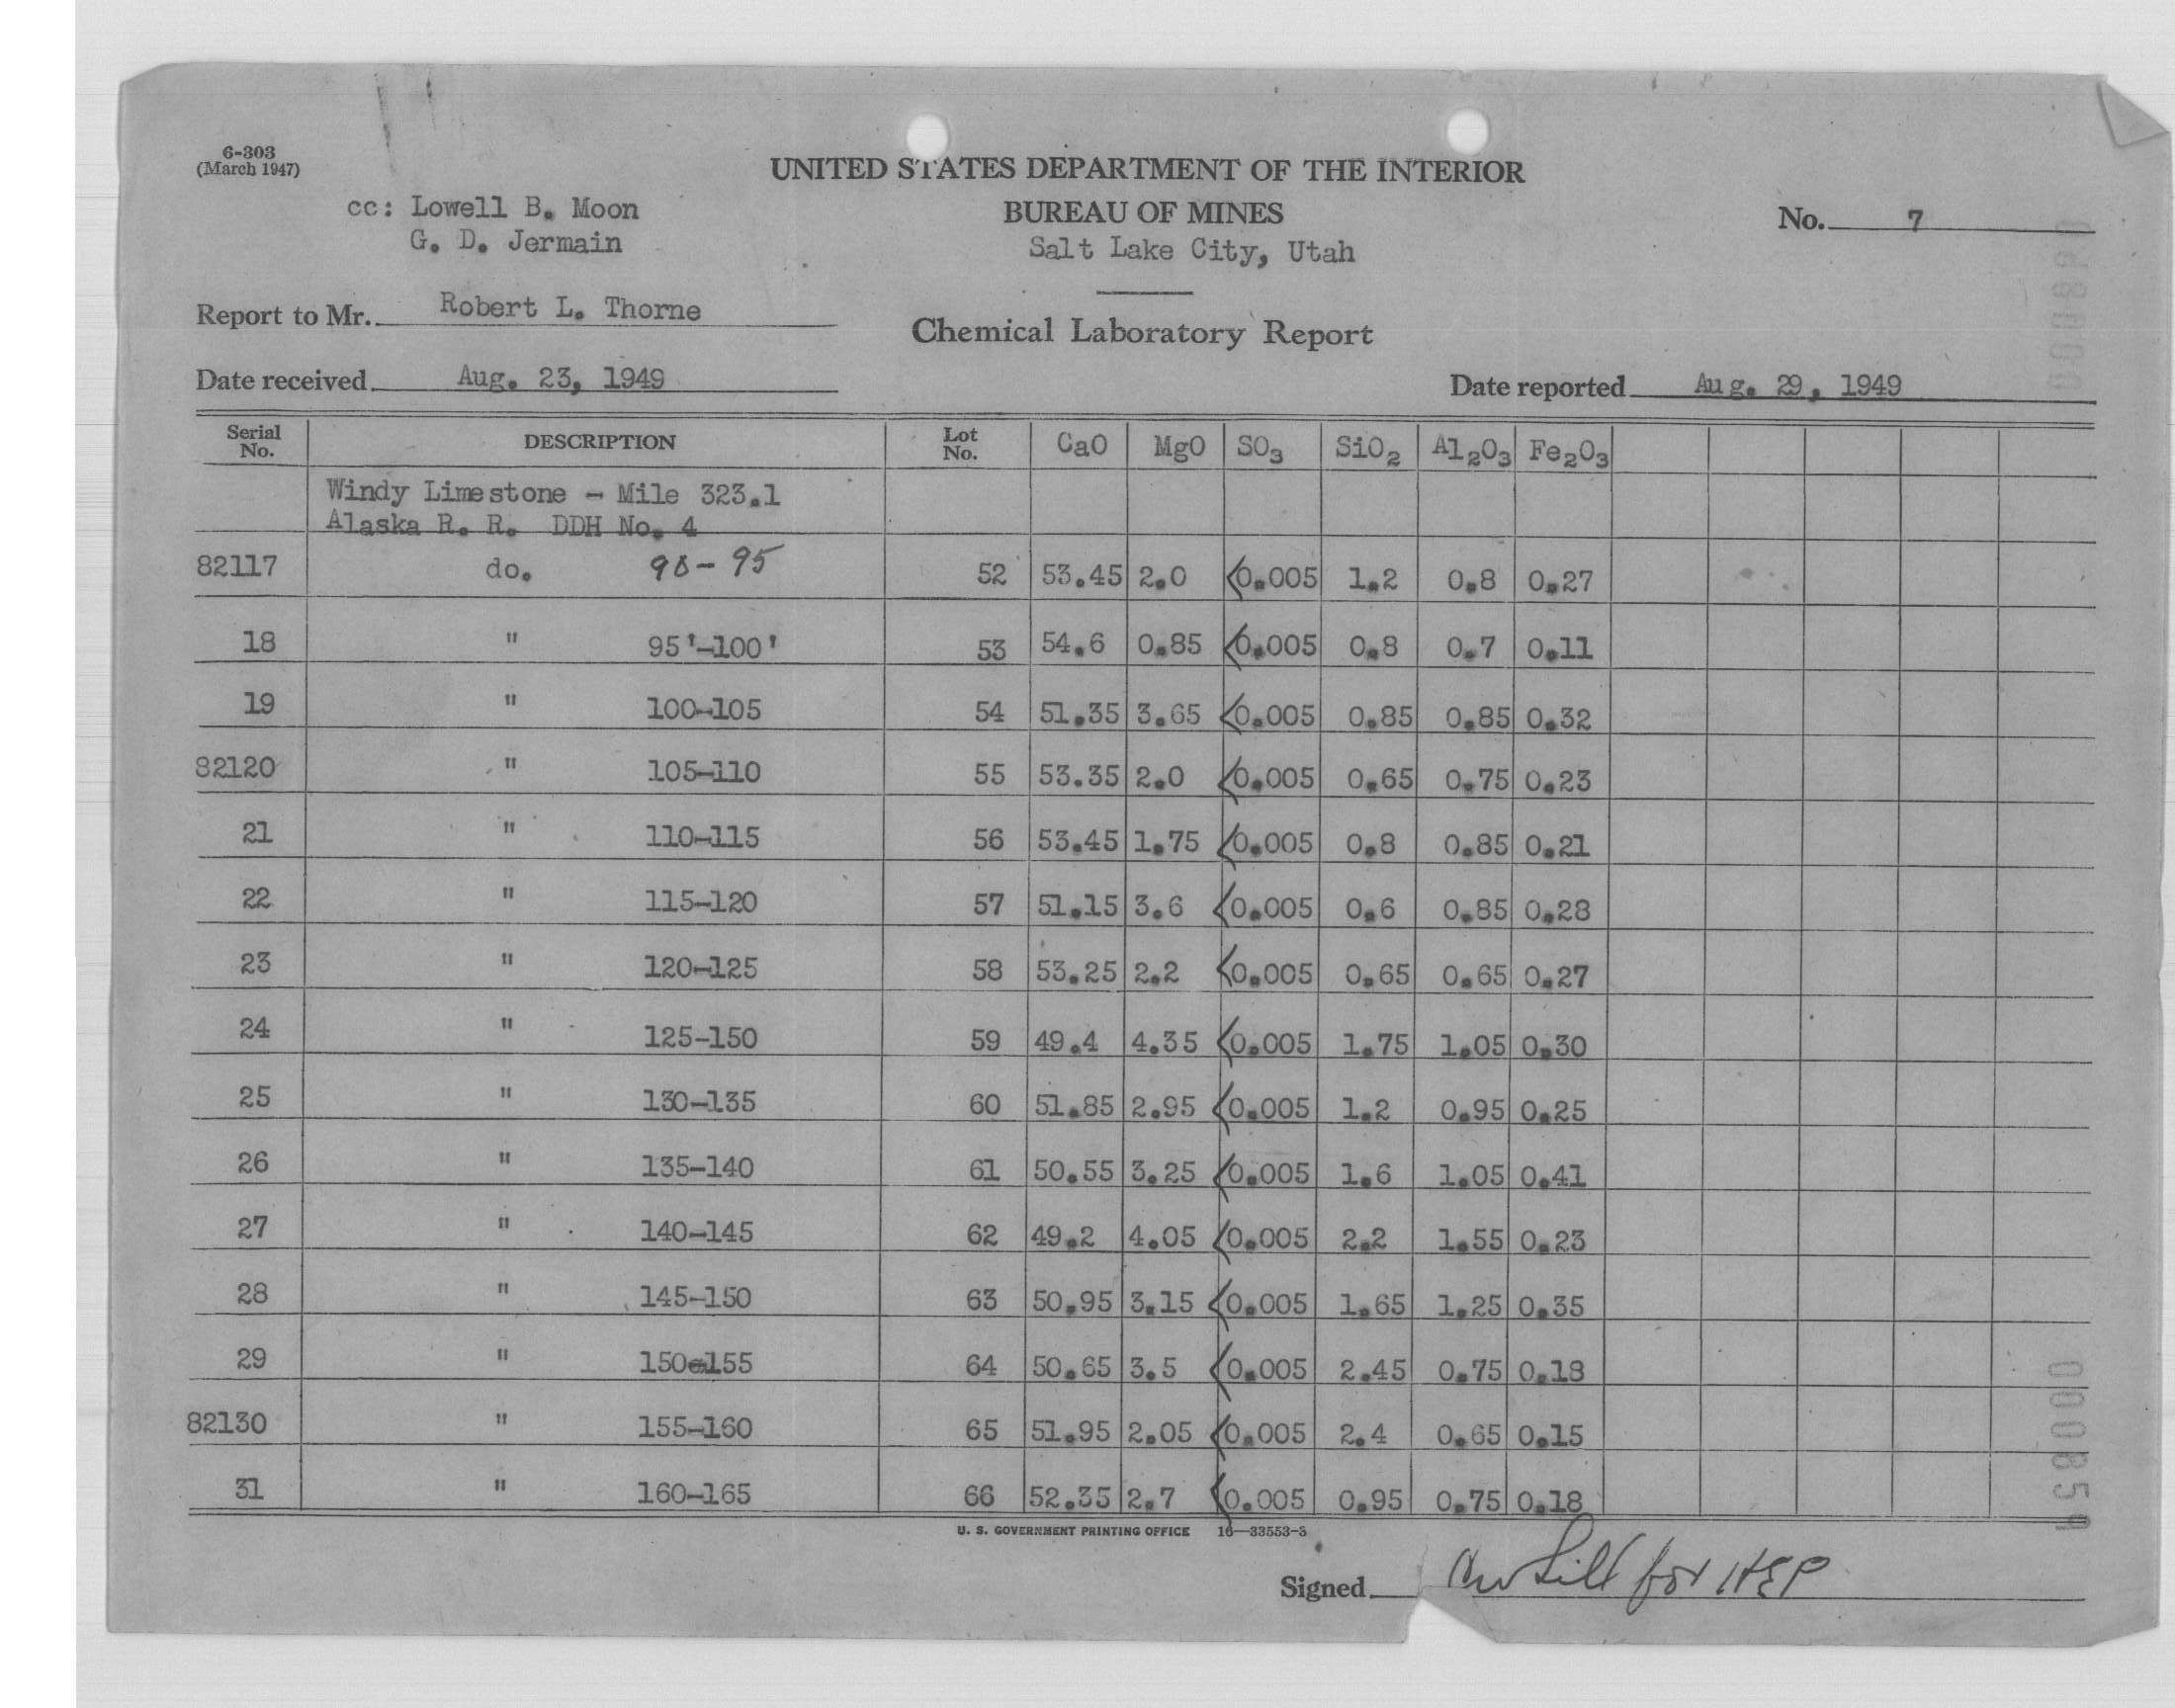 6-303
(March 1947)
UNITED STATES DEPARTMENT OF THE INTERIOR
cc: Lowell B. Moon
BUREAU OF MINES
No. 7
G. D. Jermain
Salt Lake City, Utah
Report to Mr. Robert L. Thorne
Chemical Laboratory Report
Date received Aug. 23, 1949
Date reported Aug. 29, 1949
Serial No. DESCRIPTION Lot No. CaO MgO SO3 SiO2 Al2O3 Fe2O3
Windy Limestone - Mile 323.1
Alaska R. R. DDH No. 4
82117 do. 90-95 52 53.45 2.0 <0.005 1.2 0.8 0.27
18 " 95'-100' 53 54.6 0.85 <0.005 0.8 0.7 0.11
19 " 100-105 54 51.35 3.65 <0.005 0.85 0.85 0.32
82120 " 105-110 55 53.35 2.0 <0.005 0.65 0.75 0.23
21 " 110-115 56 53.45 1.75 <0.005 0.8 0.85 0.21
22 " 115-120 57 51.15 3.6 <0.005 0.6 0.85 0.28
23 " 120-125 58 53.25 2.2 <0.005 0.65 0.65 0.27
24 " 125-150 59 49.4 4.35 <0.005 1.75 1.05 0.30
25 " 130-135 60 51.85 2.95 <0.005 1.2 0.95 0.25
26 " 135-140 61 50.55 3.25 <0.005 1.6 1.05 0.41
27 " 140-145 62 49.2 4.05 <0.005 2.2 1.55 0.23
28 " 145-150 63 50.95 3.15 <0.005 1.65 1.25 0.35
29 " 150-155 64 50.65 3.5 <0.005 2.45 0.75 0.18
82130 " 155-160 65 51.95 2.05 <0.005 2.4 0.65 0.15
31 " 160-165 66 52.35 2.7 <0.005 0.95 0.75 0.18
U. S. GOVERNMENT PRINTING OFFICE 16-33553-3
Signed for HEP
000859